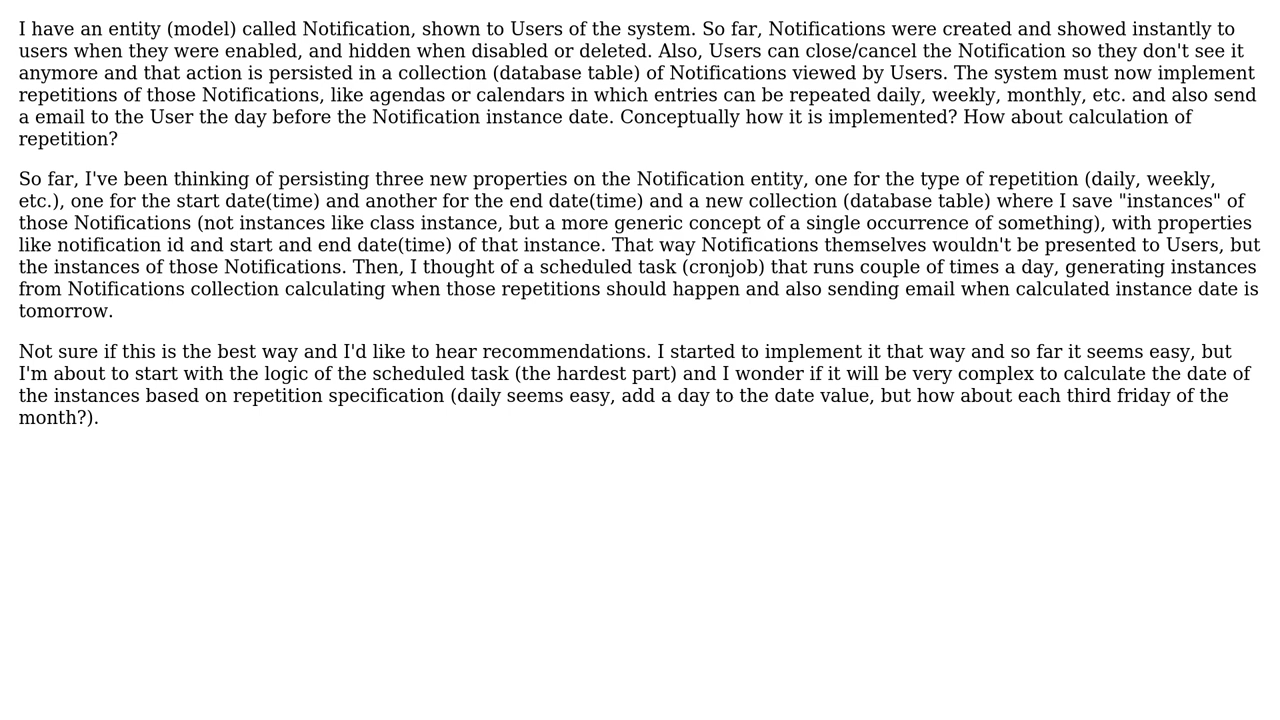 I have an entity (model) called Notification, shown to Users of the system. So far, Notifications were created and showed instantly to
users when they were enabled, and hidden when disabled or deleted. Also, Users can close/cancel the Notification so they don't see it
anymore and that action is persisted in a collection (database table) of Notifications viewed by Users. The system must now implement
repetitions of those Notifications, like agendas or calendars in which entries can be repeated daily, weekly, monthly, etc. and also send
a email to the User the day before the Notification instance date. Conceptually how it is implemented? How about calculation of
repetition?
So far, I've been thinking of persisting three new properties on the Notification entity, one for the type of repetition (daily, weekly,
etc.), one for the start date(time) and another for the end date(time) and a new collection (database table) where I save "instances" of
those Notifications (not instances like class instance, but a more generic concept of a single occurrence of something), with properties
like notification id and start and end date(time) of that instance. That way Notifications themselves wouldn't be presented to Users, but
the instances of those Notifications. Then, I thought of a scheduled task (cronjob) that runs couple of times a day, generating instances
from Notifications collection calculating when those repetitions should happen and also sending email when calculated instance date is
tomorrow.
Not sure if this is the best way and I'd like to hear recommendations. I started to implement it that way and so far it seems easy, but
I'm about to start with the logic of the scheduled task (the hardest part) and I wonder if it will be very complex to calculate the date of
the instances based on repetition specification (daily seems easy, add a day to the date value, but how about each third friday of the
month?).